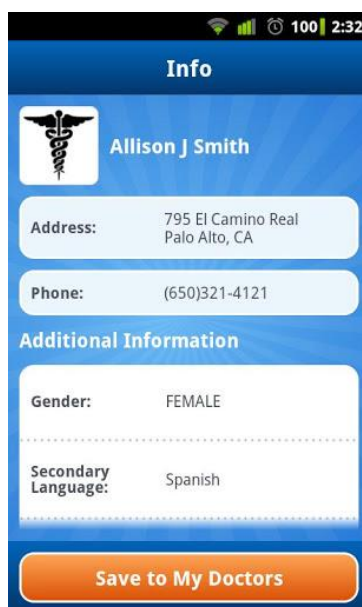 100 2:32
Info
Allison J Smith
Address: 795 El Camino Real
Palo Alto, CA
Phone: (650)321-4121
Additional Information
Gender: FEMALE
Secondary
Language: Spanish
Save to My Doctors